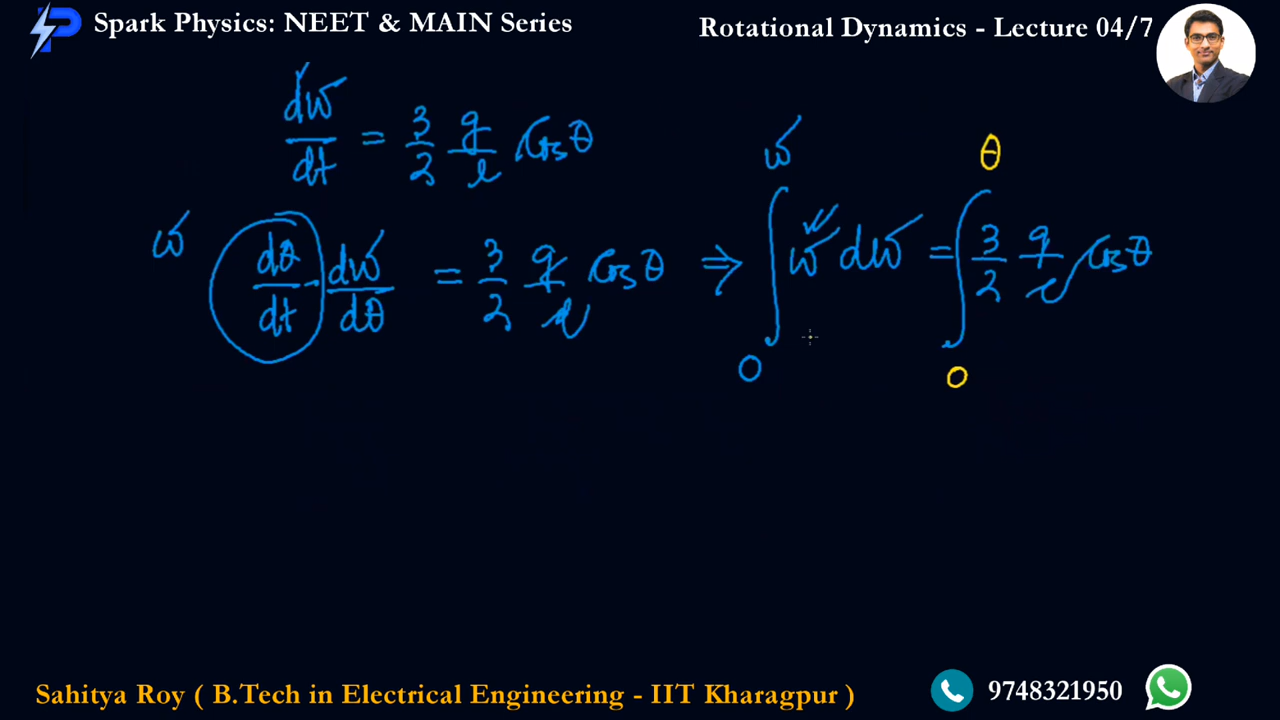 Spark Physics: NEET & MAIN Series
Rotational Dynamics - Lecture 04/7
dω/dt = 3/2 g/l Cosθ
ω dθ/dt · dω/dθ = 3/2 g/l Cosθ ⇒ ∫₀^ω ω dω = ∫₀^θ 3/2 g/l Cosθ
Sahitya Roy ( B.Tech in Electrical Engineering - IIT Kharagpur )
9748321950